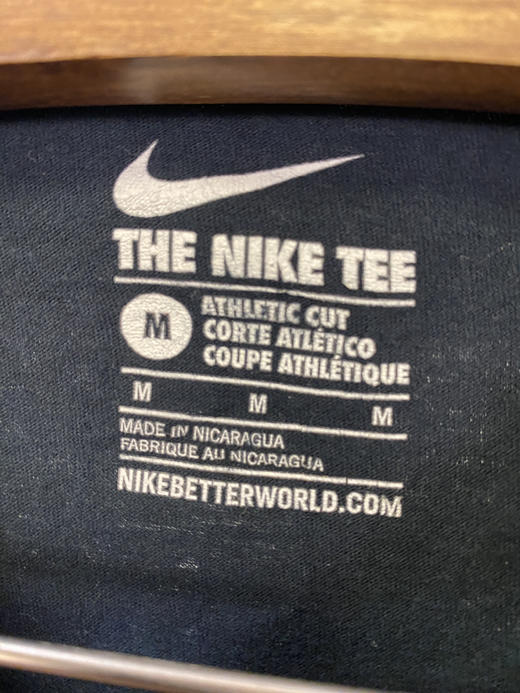 THE NIKE TEE
M
ATHLETIC CUT
CORTE ATLÉTICO
COUPE ATHLÉTIQUE
M M M
MADE IN NICARAGUA
FABRIQUE AU NICARAGUA
NIKEBETTERWORLD.COM